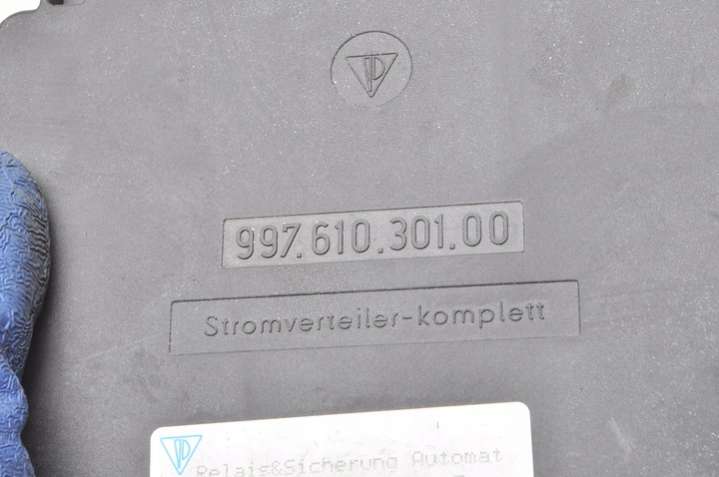 997.610.301.00
Stromverteiler-komplett
Relais&Sicherung Automat